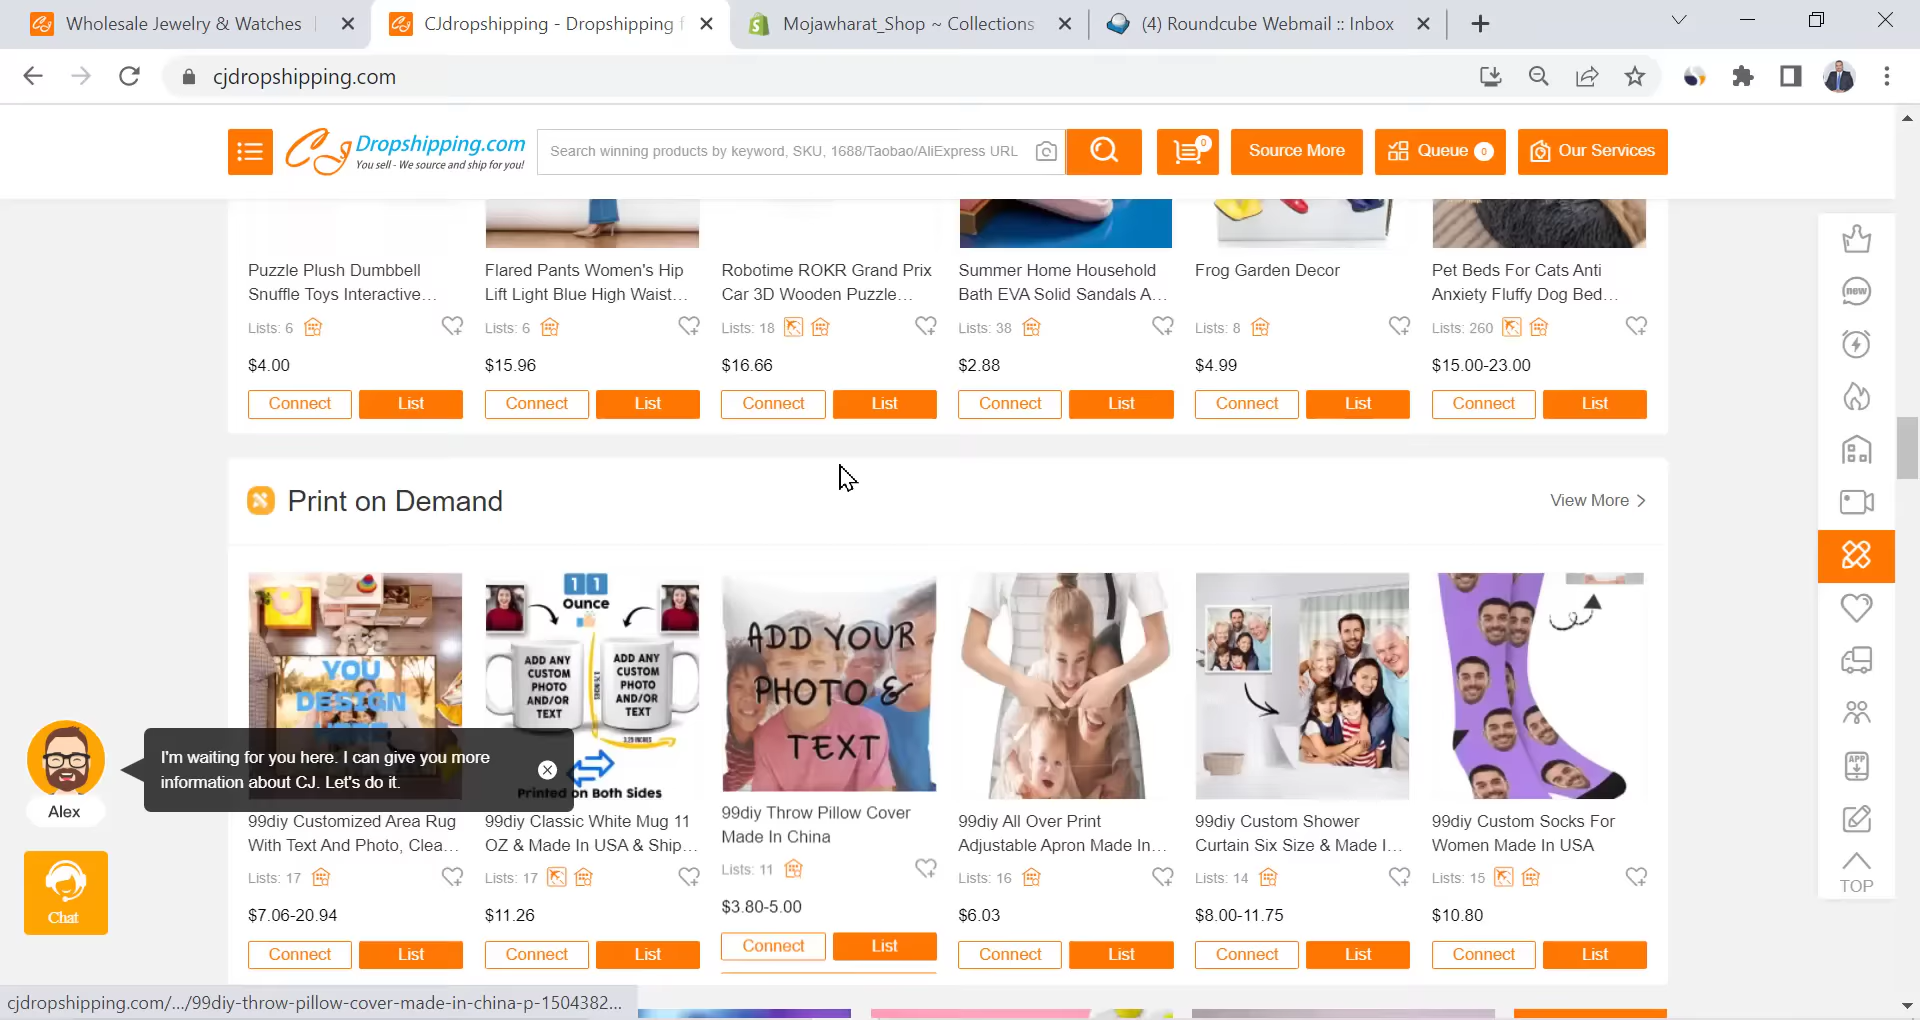 Wholesale Jewelry & Watches
CJdropshipping - Dropshipping f
Mojawharat_Shop ~ Collections
(4) Roundcube Webmail :: Inbox
cjdropshipping.com
CJ Dropshipping.com
You sell - We source and ship for you!
Search winning products by keyword, SKU, 1688/Taobao/AliExpress URL
0
Source More
Queue 0
Our Services
Puzzle Plush Dumbbell
Snuffle Toys Interactive...
Lists: 6
$4.00
Connect
List
Flared Pants Women's Hip
Lift Light Blue High Waist...
Lists: 6
$15.96
Connect
List
Robotime ROKR Grand Prix
Car 3D Wooden Puzzle...
Lists: 18
$16.66
Connect
List
Summer Home Household
Bath EVA Solid Sandals A...
Lists: 38
$2.88
Connect
List
Frog Garden Decor
Lists: 8
$4.99
Connect
List
Pet Beds For Cats Anti
Anxiety Fluffy Dog Bed...
Lists: 260
$15.00-23.00
Connect
List
new
Print on Demand
View More >
YOU
DESIGN
11
Ounce
ADD ANY
CUSTOM
PHOTO
AND/OR
TEXT
ADD ANY
CUSTOM
PHOTO
AND/OR
TEXT
Printed on Both Sides
ADD YOUR
PHOTO &
TEXT
I'm waiting for you here. I can give you more
information about CJ. Let's do it.
Alex
Chat
99diy Customized Area Rug
With Text And Photo, Clea...
Lists: 17
$7.06-20.94
Connect
List
99diy Classic White Mug 11
OZ & Made In USA & Ship...
Lists: 17
$11.26
Connect
List
99diy Throw Pillow Cover
Made In China
Lists: 11
$3.80-5.00
Connect
List
99diy All Over Print
Adjustable Apron Made In...
Lists: 16
$6.03
Connect
List
99diy Custom Shower
Curtain Six Size & Made I...
Lists: 14
$8.00-11.75
Connect
List
99diy Custom Socks For
Women Made In USA
Lists: 15
$10.80
Connect
List
APP
TOP
cjdropshipping.com/.../99diy-throw-pillow-cover-made-in-china-p-1504382...